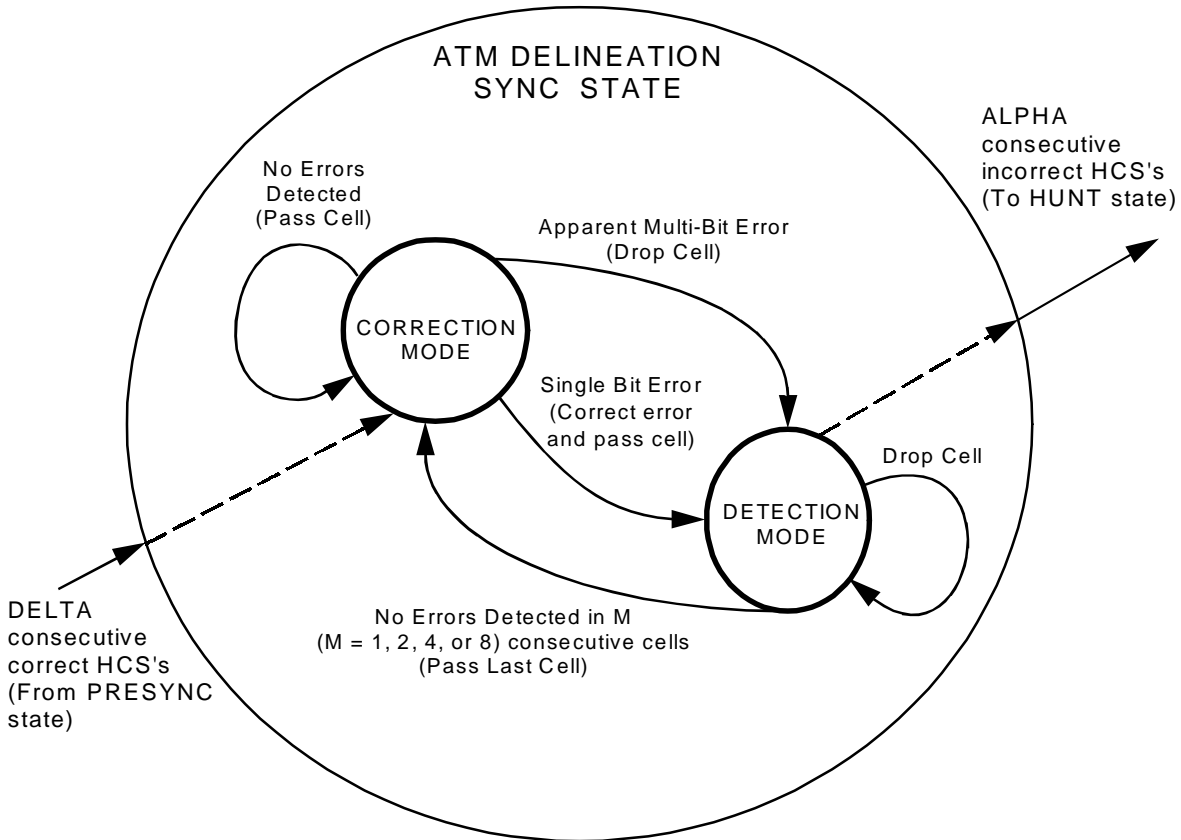 ATM DELINEATION
SYNC STATE
ALPHA
consecutive
incorrect HCS's
(To HUNT state)
No Errors
Detected
(Pass Cell)
Apparent Multi-Bit Error
(Drop Cell)
CORRECTION
MODE
Single Bit Error
(Correct error
and pass cell)
Drop Cell
DETECTION
MODE
DELTA
consecutive
correct HCS's
(From PRESYNC
state)
No Errors Detected in M
(M = 1, 2, 4, or 8) consecutive cells
(Pass Last Cell)